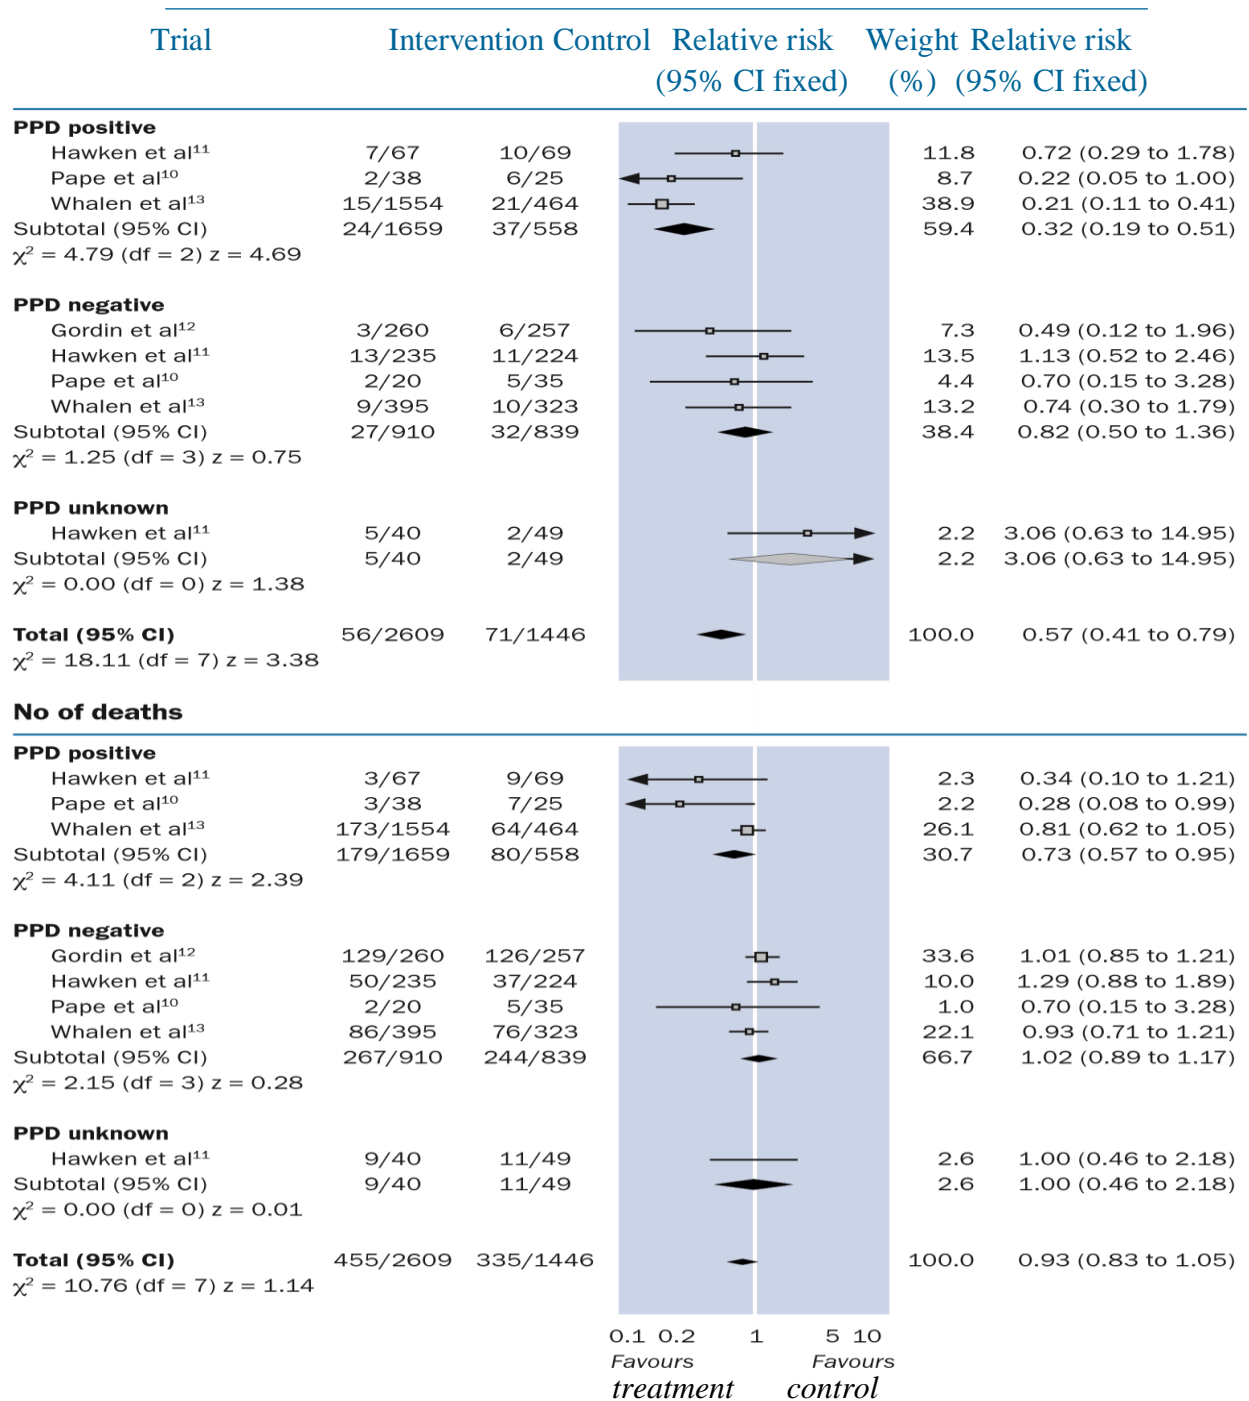 Trial Intervention Control Relative risk Weight Relative risk
(95% CI fixed) (%) (95% CI fixed)
PPD positive
Hawken et al¹¹ 7/67 10/69 11.8 0.72 (0.29 to 1.78)
Pape et al¹⁰ 2/38 6/25 8.7 0.22 (0.05 to 1.00)
Whalen et al¹³ 15/1554 21/464 38.9 0.21 (0.11 to 0.41)
Subtotal (95% CI) 24/1659 37/558 59.4 0.32 (0.19 to 0.51)
χ² = 4.79 (df = 2) z = 4.69
PPD negative
Gordin et al¹² 3/260 6/257 7.3 0.49 (0.12 to 1.96)
Hawken et al¹¹ 13/235 11/224 13.5 1.13 (0.52 to 2.46)
Pape et al¹⁰ 2/20 5/35 4.4 0.70 (0.15 to 3.28)
Whalen et al¹³ 9/395 10/323 13.2 0.74 (0.30 to 1.79)
Subtotal (95% CI) 27/910 32/839 38.4 0.82 (0.50 to 1.36)
χ² = 1.25 (df = 3) z = 0.75
PPD unknown
Hawken et al¹¹ 5/40 2/49 2.2 3.06 (0.63 to 14.95)
Subtotal (95% CI) 5/40 2/49 2.2 3.06 (0.63 to 14.95)
χ² = 0.00 (df = 0) z = 1.38
Total (95% CI) 56/2609 71/1446 100.0 0.57 (0.41 to 0.79)
χ² = 18.11 (df = 7) z = 3.38
No of deaths
PPD positive
Hawken et al¹¹ 3/67 9/69 2.3 0.34 (0.10 to 1.21)
Pape et al¹⁰ 3/38 7/25 2.2 0.28 (0.08 to 0.99)
Whalen et al¹³ 173/1554 64/464 26.1 0.81 (0.62 to 1.05)
Subtotal (95% CI) 179/1659 80/558 30.7 0.73 (0.57 to 0.95)
χ² = 4.11 (df = 2) z = 2.39
PPD negative
Gordin et al¹² 129/260 126/257 33.6 1.01 (0.85 to 1.21)
Hawken et al¹¹ 50/235 37/224 10.0 1.29 (0.88 to 1.89)
Pape et al¹⁰ 2/20 5/35 1.0 0.70 (0.15 to 3.28)
Whalen et al¹³ 86/395 76/323 22.1 0.93 (0.71 to 1.21)
Subtotal (95% CI) 267/910 244/839 66.7 1.02 (0.89 to 1.17)
χ² = 2.15 (df = 3) z = 0.28
PPD unknown
Hawken et al¹¹ 9/40 11/49 2.6 1.00 (0.46 to 2.18)
Subtotal (95% CI) 9/40 11/49 2.6 1.00 (0.46 to 2.18)
χ² = 0.00 (df = 0) z = 0.01
Total (95% CI) 455/2609 335/1446 100.0 0.93 (0.83 to 1.05)
χ² = 10.76 (df = 7) z = 1.14
0.1 0.2 1 5 10
Favours Favours
treatment control